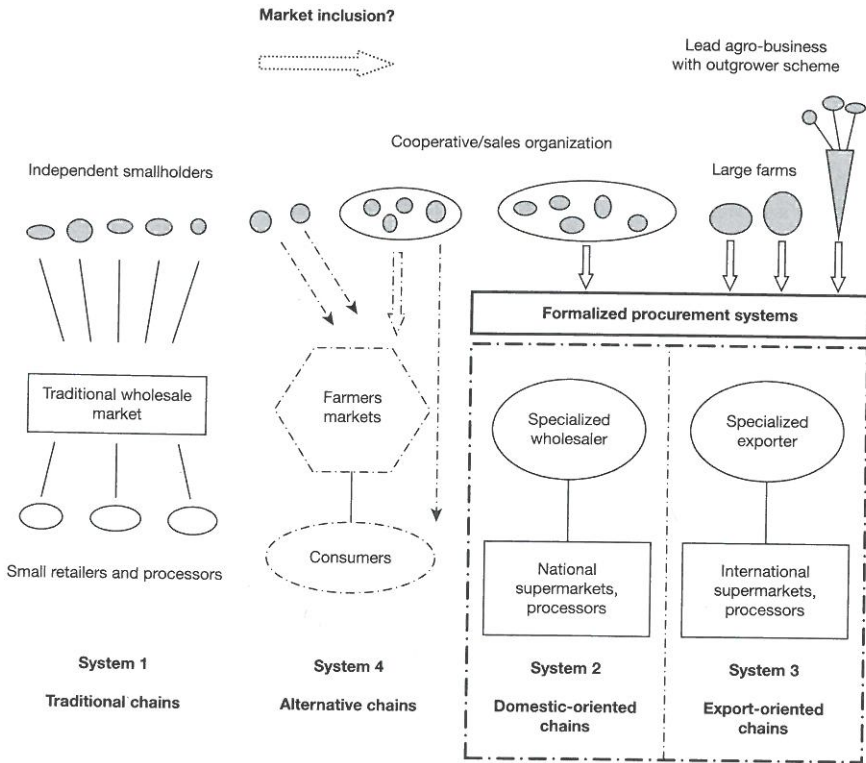 Market inclusion?
Lead agro-business
with outgrower scheme
Cooperative/sales organization
Independent smallholders
Large farms
Formalized procurement systems
Traditional wholesale
market
Farmers
markets
Specialized
wholesaler
Specialized
exporter
Consumers
Small retailers and processors
National
supermarkets,
processors
International
supermarkets,
processors
System 1
Traditional chains
System 4
Alternative chains
System 2
Domestic-oriented
chains
System 3
Export-oriented
chains